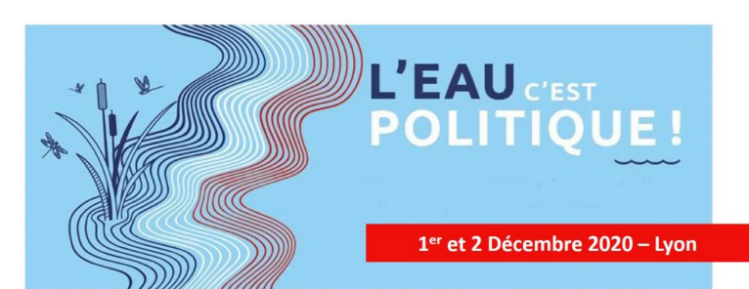 L'EAU C'EST
POLITIQUE !
1er et 2 Décembre 2020 – Lyon